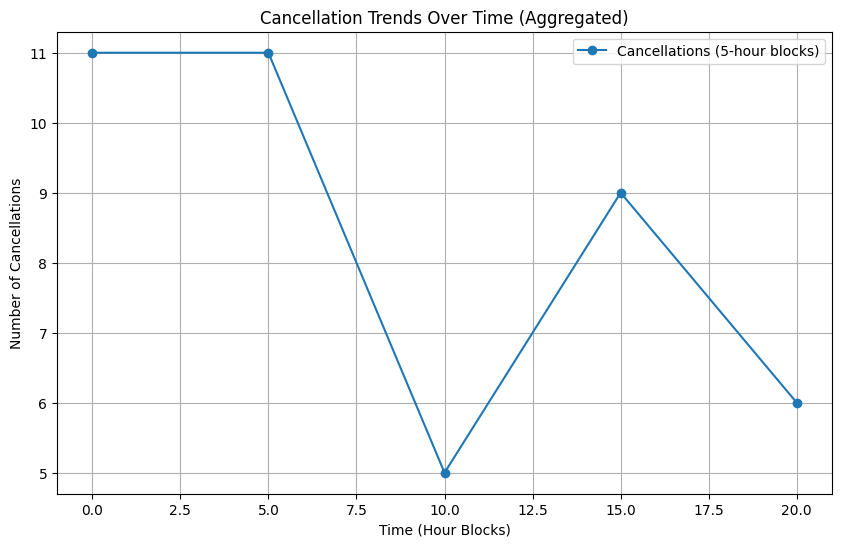 Cancellation Trends Over Time (Aggregated)
Cancellations (5-hour blocks)
Number of Cancellations
11
10
9
8
7
6
5
0.0 2.5 5.0 7.5 10.0 12.5 15.0 17.5 20.0
Time (Hour Blocks)